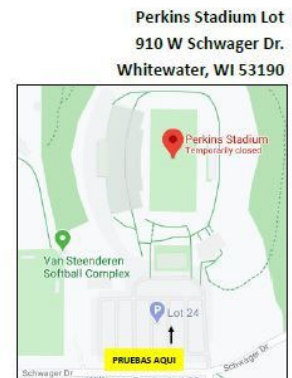 Perkins Stadium Lot
910 W Schwager Dr.
Whitewater, WI 53190
Perkins Stadium
Temporarily closed
Van Steenderen
Softball Complex
P Lot 24
PRUEBAS AQUI
Schwager Dr
Schwager Dr